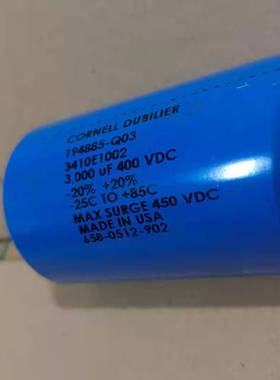 CORNELL DUBILIER
194885-Q03
3410E1002
3,000 uF 400 VDC
-20% +20%
-25C TO +85C
MAX SURGE 450 VDC
MADE IN USA
658-0512-902